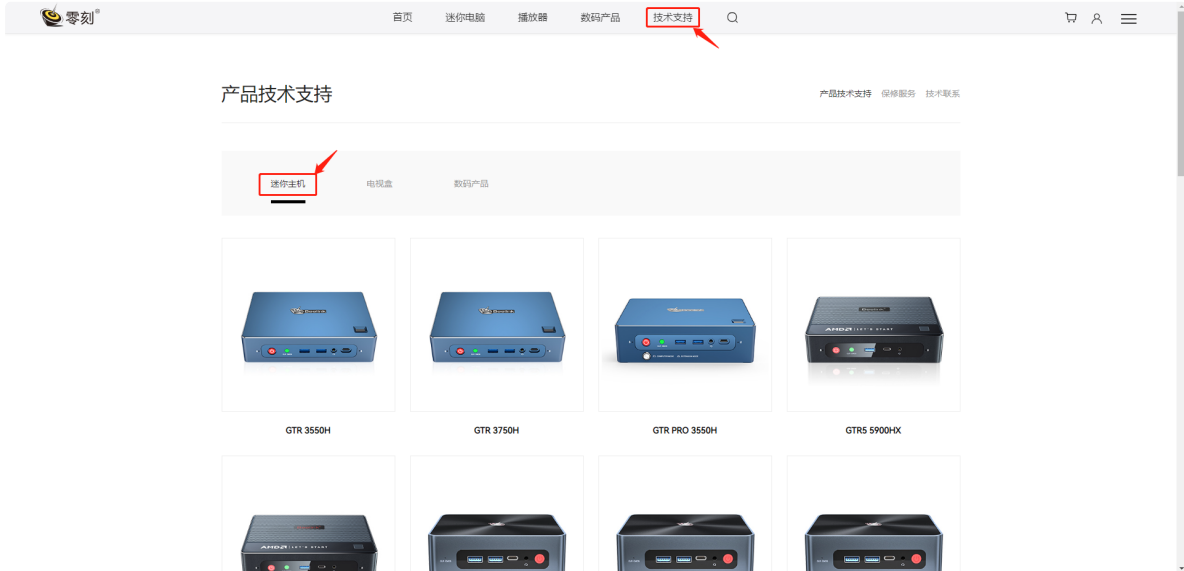 零刻®
首页 迷你电脑 播放器 数码产品 技术支持
产品技术支持
产品技术支持 保修服务 技术联系
迷你主机 电视盒 数码产品
GTR 3550H GTR 3750H GTR PRO 3550H GTR5 5900HX